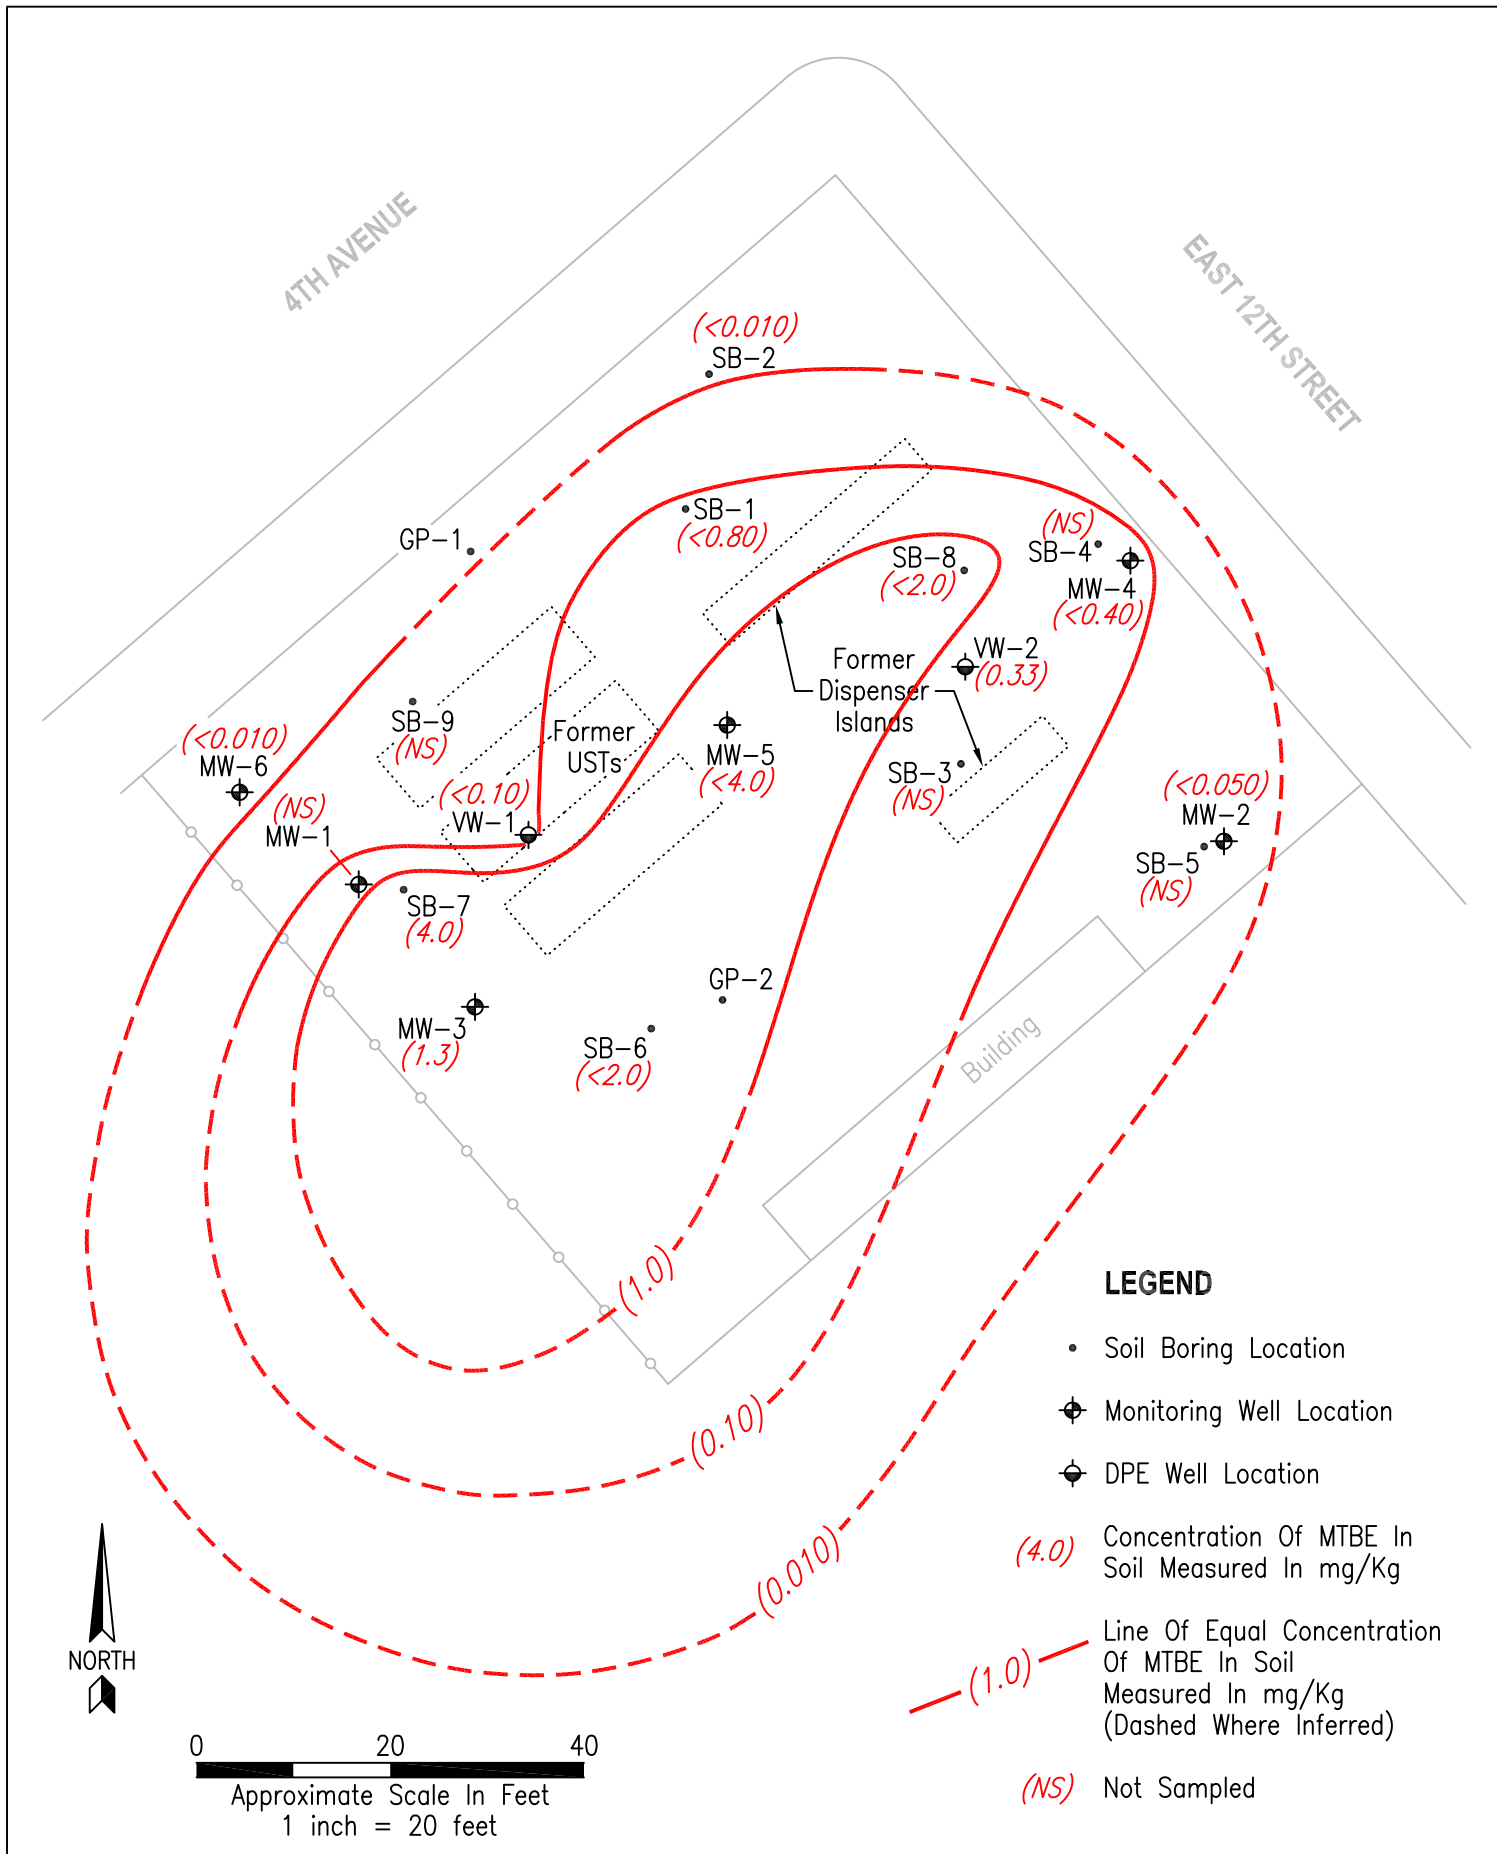 4TH AVENUE
EAST 12TH STREET
(<0.010)
SB-2
SB-1
(<0.80)
GP-1
(NS)
SB-4
MW-4
(<0.40)
SB-8
(<2.0)
VW-2
(0.33)
Former
Dispenser
Islands
SB-9
(NS)
Former
USTs
MW-5
(<4.0)
SB-3
(NS)
(<0.010)
MW-6
(NS)
MW-1
(<0.10)
VW-1
(<0.050)
MW-2
SB-5
(NS)
SB-7
(4.0)
GP-2
MW-3
(1.3)
SB-6
(<2.0)
Building
(1.0)
(0.10)
(0.010)
LEGEND
Soil Boring Location
Monitoring Well Location
DPE Well Location
(4.0)
Concentration Of MTBE In
Soil Measured In mg/Kg
(1.0)
Line Of Equal Concentration
Of MTBE In Soil
Measured In mg/Kg
(Dashed Where Inferred)
(NS)
Not Sampled
NORTH
0 20 40
Approximate Scale In Feet
1 inch = 20 feet